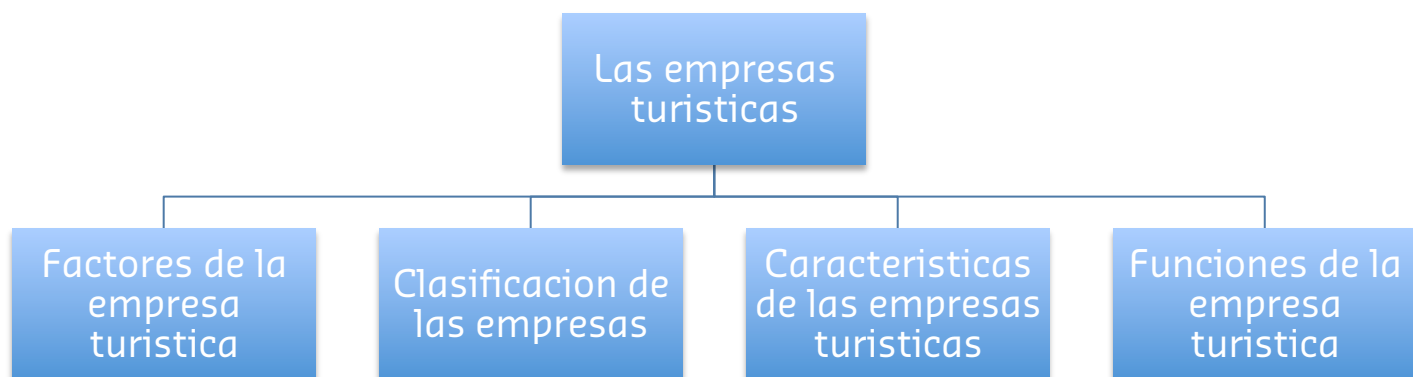 Las empresas
turisticas
Factores de la
empresa
turistica
Clasificacion de
las empresas
Caracteristicas
de las empresas
turisticas
Funciones de la
empresa
turistica